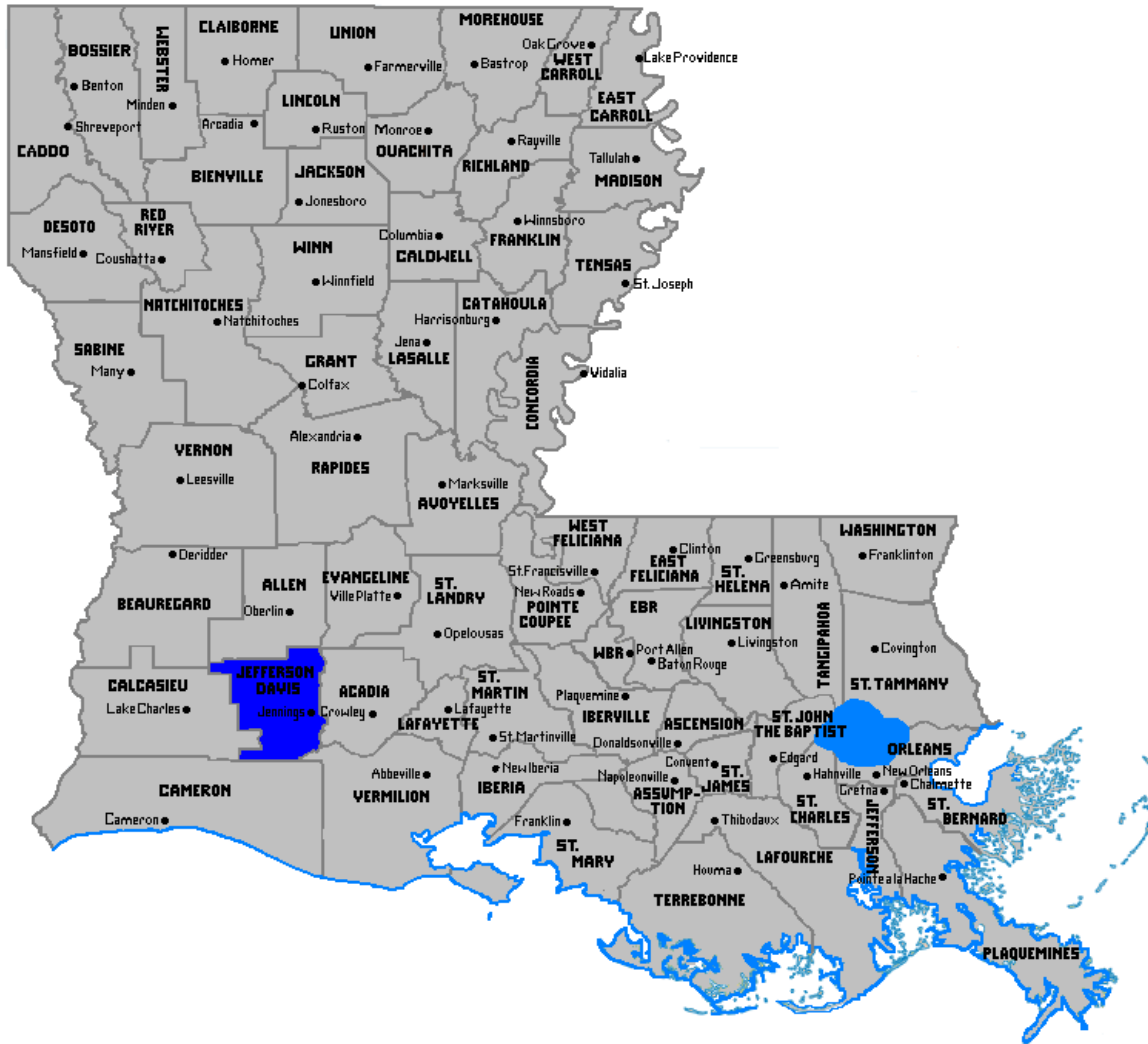 MOREHOUSE
CLAIBORNE
UNION
BOSSIER
WEBSTER
Oak Grove
WEST
CARROLL
Lake Providence
Homer
Farmerville
Bastrop
Benton
EAST
CARROLL
LINCOLN
Minden
Shreveport
Arcadia
Ruston
Monroe
OUACHITA
Rayville
CADDO
RICHLAND
Tallulah
MADISON
BIENVILLE
JACKSON
Jonesboro
RED
RIVER
DESOTO
Winnsboro
FRANKLIN
Columbia
CALDWELL
WINN
Mansfield
Coushatta
TENSAS
Winnfield
St. Joseph
NATCHITOCHES
Natchitoches
CATAHOULA
Harrisonburg
Jena
LASALLE
SABINE
Many
GRANT
Colfax
CONCORDIA
Vidalia
Alexandria
RAPIDES
VERNON
Leesville
Marksville
AVOYELLES
WEST
FELICIANA
WASHINGTON
Franklinton
Deridder
Clinton
EAST
FELICIANA
Greensburg
ST.
HELENA
St. Francisville
ALLEN
Oberlin
EVANGELINE
Ville Platte
ST.
LANDRY
Amite
BEAUREGARD
New Roads
POINTE
COUPEE
EBR
LIVINGSTON
Livingston
TANGIPAHOA
Opelousas
WBR
Port Allen
Baton Rouge
Covington
ST. TAMMANY
JEFFERSON
DAVIS
Jennings
CALCASIEU
Lake Charles
ACADIA
Crowley
ST.
MARTIN
Lafayette
LAFAYETTE
St. Martinville
Plaquemine
IBERVILLE
ASCENSION
Donaldsonville
ST. JOHN
THE BAPTIST
Edgard
ORLEANS
New Orleans
Chalmette
Hahnville
Gretna
Convent
ST.
JAMES
Napoleonville
ASSUMP-
TION
New Iberia
IBERIA
Abbeville
VERMILION
CAMERON
Cameron
Franklin
ST.
MARY
Thibodaux
ST.
CHARLES
JEFFERSON
ST.
BERNARD
LAFOURCHE
Houma
TERREBONNE
Pointe a la Hache
PLAQUEMINES